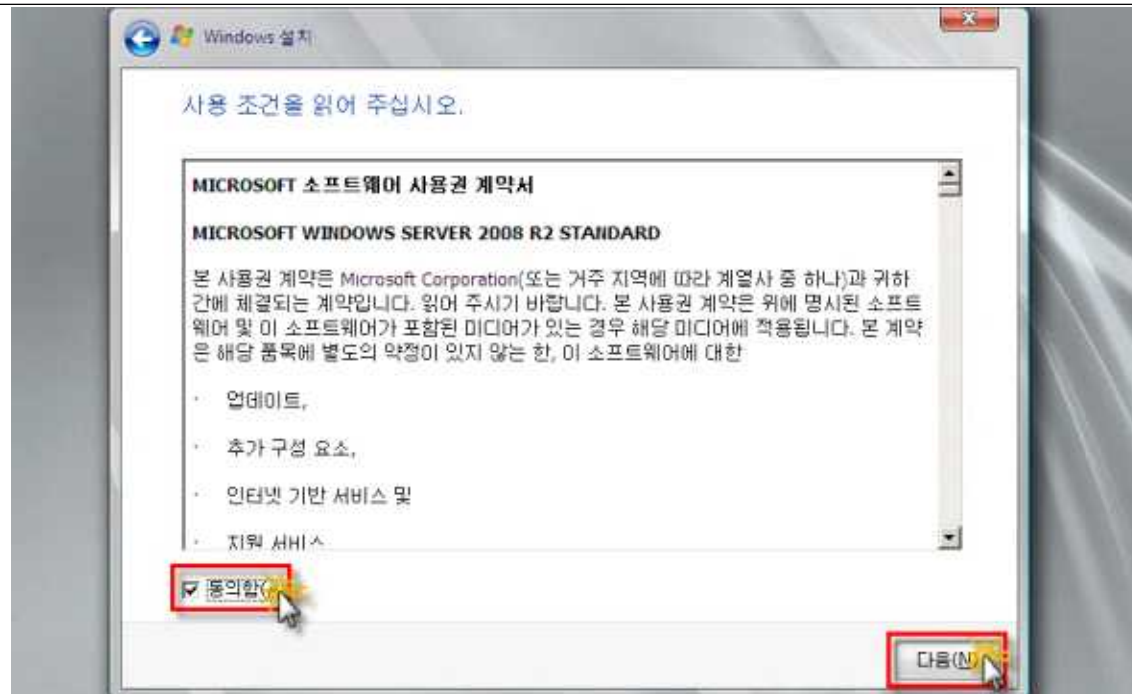 Windows 설치
사용 조건을 읽어 주십시오.
MICROSOFT 소프트웨어 사용권 계약서
MICROSOFT WINDOWS SERVER 2008 R2 STANDARD
본 사용권 계약은 Microsoft Corporation(또는 거주 지역에 따라 계열사 중 하나)과 귀하
간에 체결되는 계약입니다. 읽어 주시기 바랍니다. 본 사용권 계약은 위에 명시된 소프트
웨어 및 이 소프트웨어가 포함된 미디어가 있는 경우 해당 미디어에 적용됩니다. 본 계약
은 해당 품목에 별도의 약정이 있지 않는 한, 이 소프트웨어에 대한
· 업데이트,
· 추가 구성 요소,
· 인터넷 기반 서비스 및
· 지원 서비스
동의함(
다음(N)